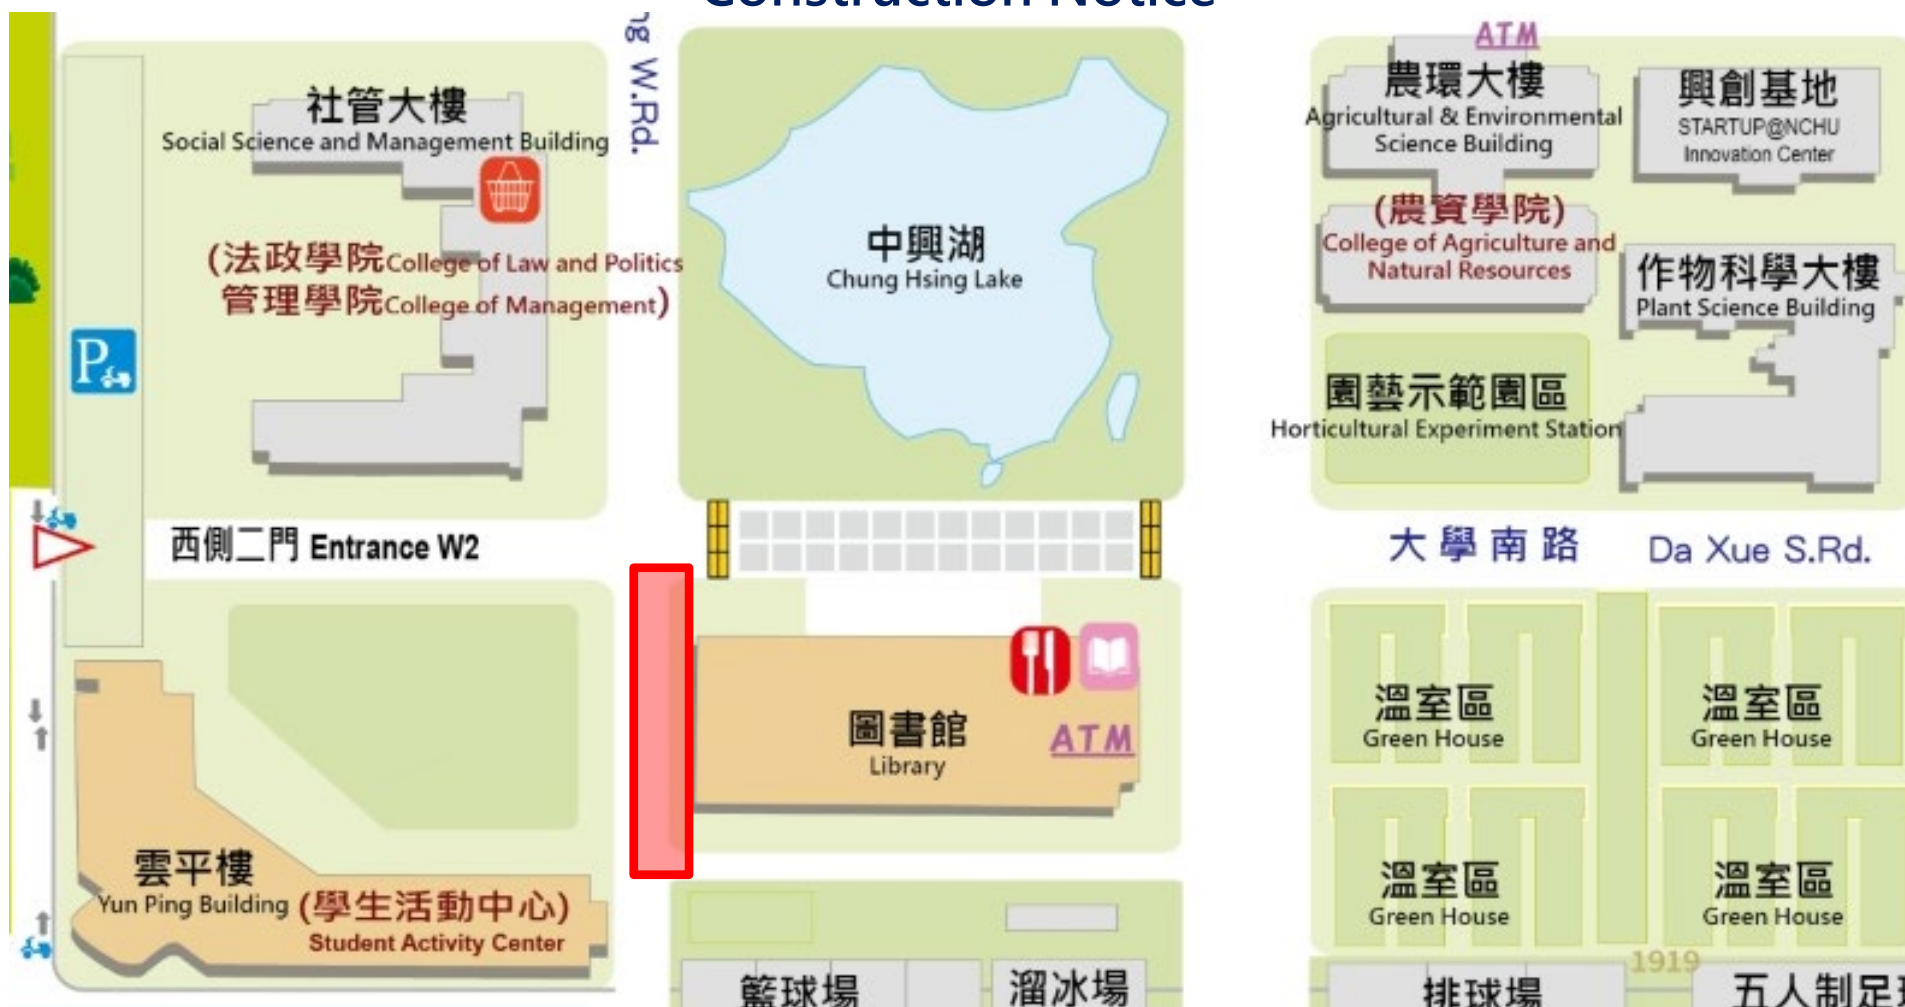 Construction Notice
ng W.Rd.
社管大樓
Social Science and Management Building
(法政學院College of Law and Politics
管理學院College of Management)
P
西側二門 Entrance W2
雲平樓
Yun Ping Building
(學生活動中心)
Student Activity Center
中興湖
Chung Hsing Lake
圖書館
Library
ATM
籃球場
溜冰場
ATM
農環大樓
Agricultural & Environmental
Science Building
(農資學院)
College of Agriculture and
Natural Resources
興創基地
STARTUP@NCHU
Innovation Center
作物科學大樓
Plant Science Building
園藝示範園區
Horticultural Experiment Station
大學南路 Da Xue S.Rd.
溫室區
Green House
溫室區
Green House
溫室區
Green House
溫室區
Green House
1919
排球場
五人制足球